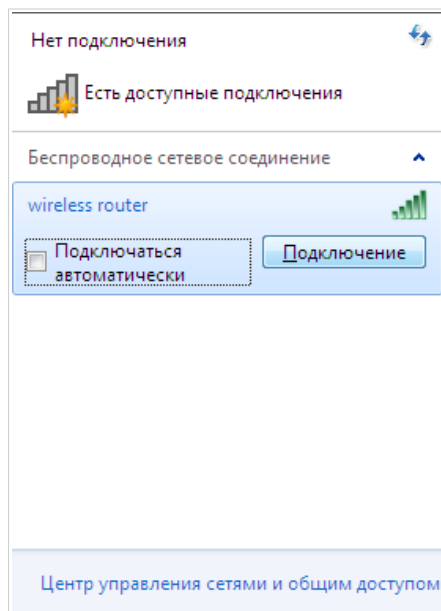 Нет подключения
Есть доступные подключения
Беспроводное сетевое соединение
wireless router
Подключаться
автоматически
Подключение
Центр управления сетями и общим доступом